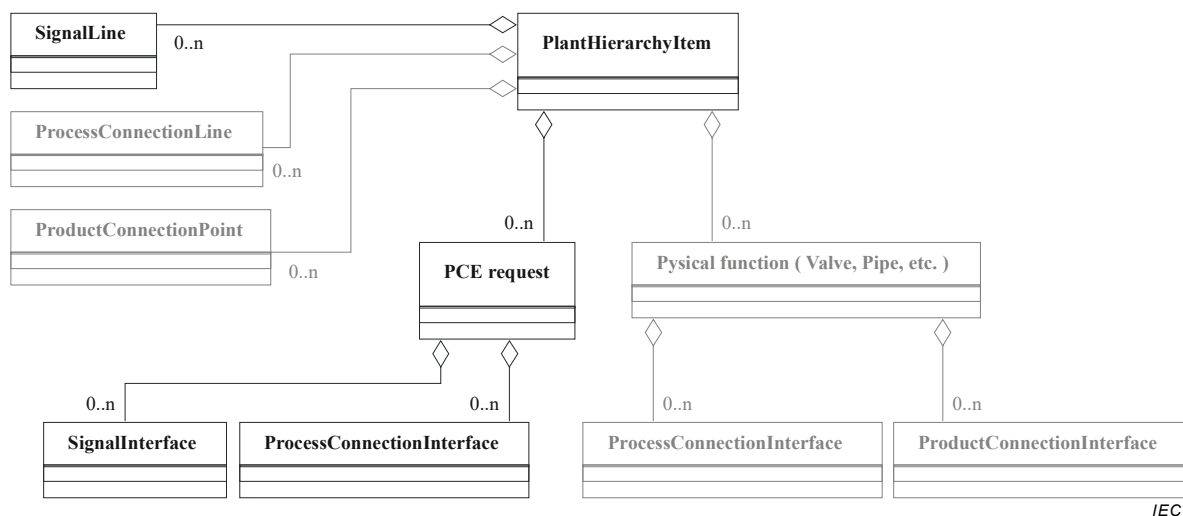 SignalLine
0..n
PlantHierarchyItem
ProcessConnectionLine
0..n
ProductConnectionPoint
0..n
0..n
0..n
PCE request
Pysical function ( Valve, Pipe, etc. )
0..n
0..n
0..n
0..n
SignalInterface
ProcessConnectionInterface
ProcessConnectionInterface
ProductConnectionInterface
IEC